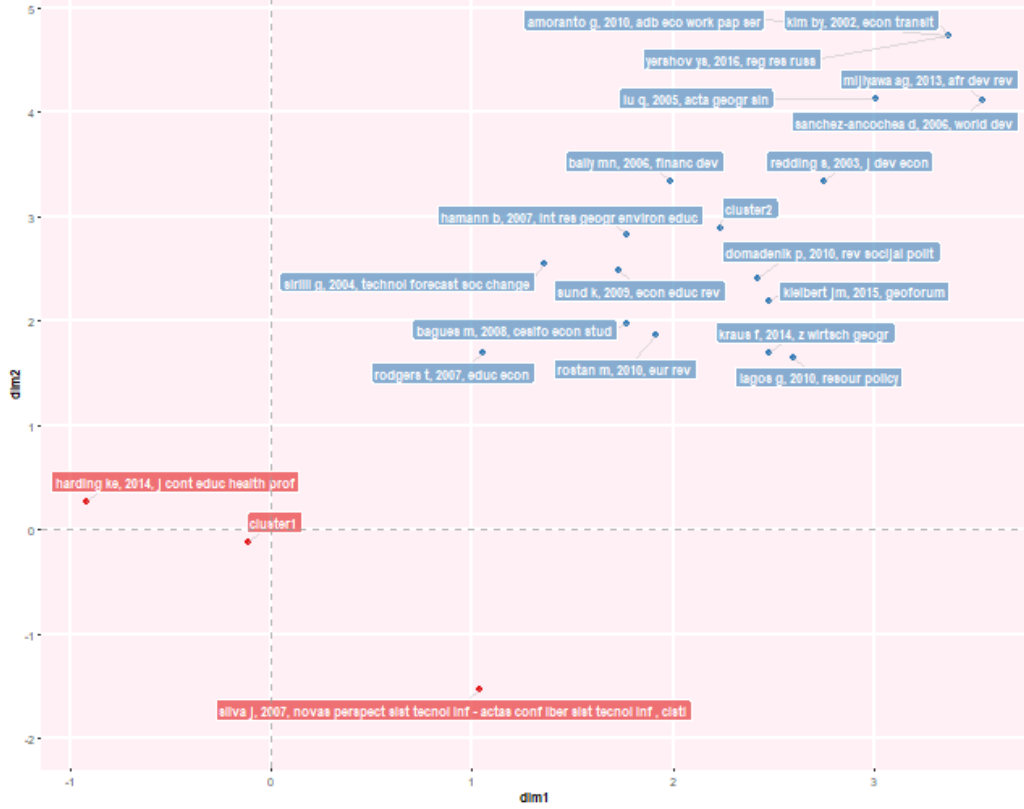 5
amoranto g, 2010, adb eco work pap ser
kim by, 2002, econ transit
yershov ys, 2016, reg res russ
mijiyawa ag, 2013, afr dev rev
lu q, 2005, acta geogr sin
4
sanchez-ancochea d, 2006, world dev
baily mn, 2006, financ dev
redding s, 2003, j dev econ
3
hamann b, 2007, int res geogr environ educ
cluster2
domadenik p, 2010, rev socijal polit
sirilli g, 2004, technol forecast soc change
sund k, 2009, econ educ rev
kleibert jm, 2015, geoforum
2
bagues m, 2008, cesifo econ stud
kraus f, 2014, z wirtsch geogr
rodgers t, 2007, educ econ
rostan m, 2010, eur rev
lagos g, 2010, resour policy
dim2
1
harding ke, 2014, j cont educ health prof
cluster1
0
-1
silva j, 2007, novas perspect sist tecnol inf - actas conf iber sist tecnol inf , cisti
-2
-1 0 1 2 3
dim1